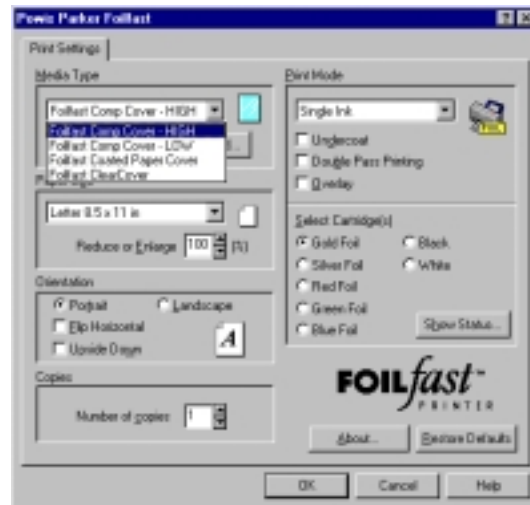 Powis Parker Foilfast
Print Settings
Media Type
Foilfast Comp Cover - HIGH
Foilfast Comp Cover - HIGH
Foilfast Comp Cover - LOW
Foilfast Coated Paper Cover
Foilfast ClearCover
Letter 8.5 x 11 in
Reduce or Enlarge 100 (%)
Orientation
Portrait Landscape
Flip Horizontal
Upside Down
A
Copies
Number of copies 1
Print Mode
Single Ink
FOIL
Undercoat
Double Pass Printing
Overlay
Select Cartridge(s)
Gold Foil Black
Silver Foil White
Red Foil
Green Foil
Blue Foil
Show Status...
FOILfast™
PRINTER
About... Restore Defaults
OK Cancel Help